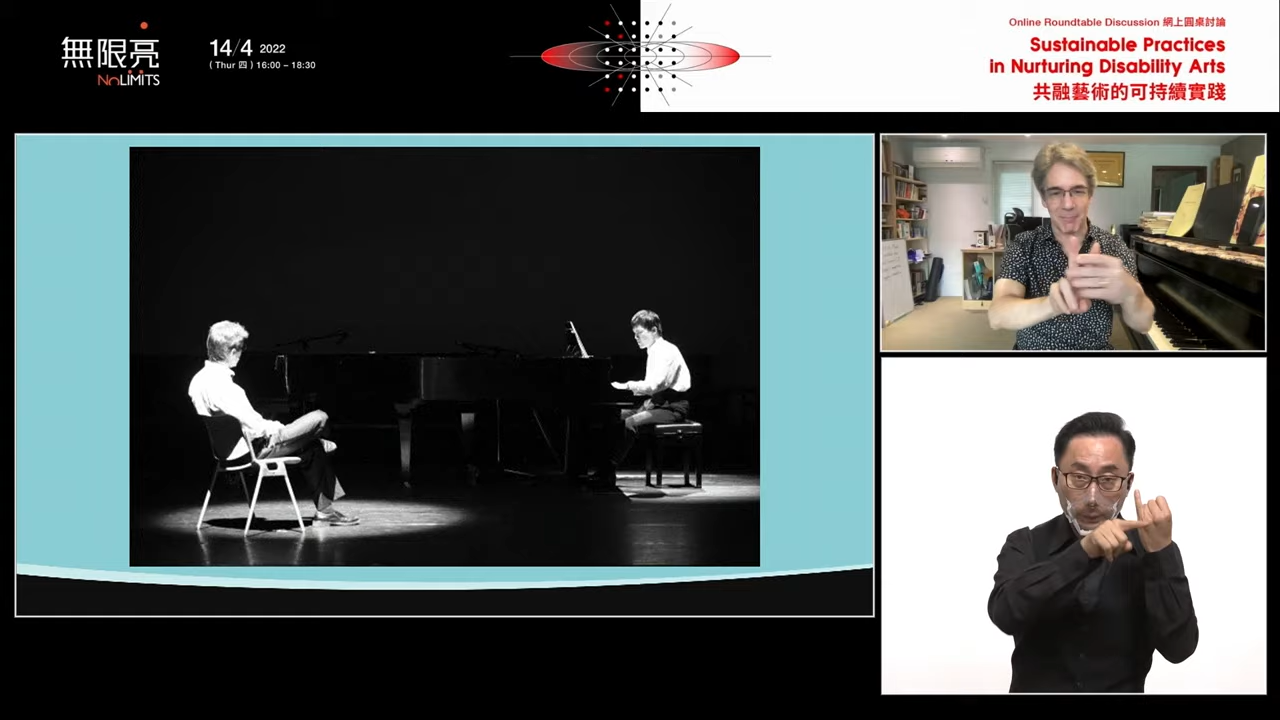 無限亮
NoLIMITS
14/4 2022
( Thur 四 ) 16:00 – 18:30
Online Roundtable Discussion 網上圓桌討論
Sustainable Practices
in Nurturing Disability Arts
共融藝術的可持續實踐